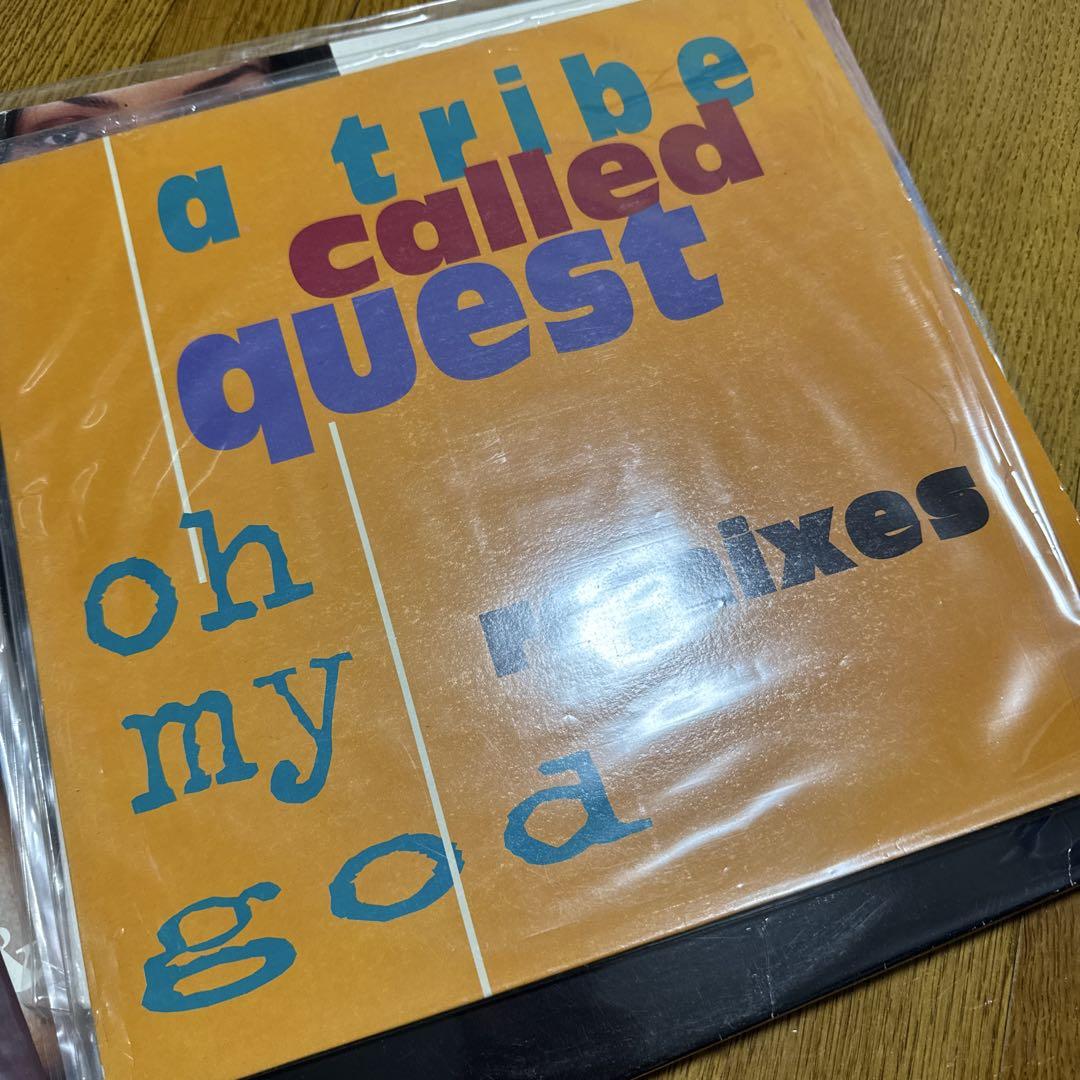 a tribe
called
quest
oh
my
god
remixes